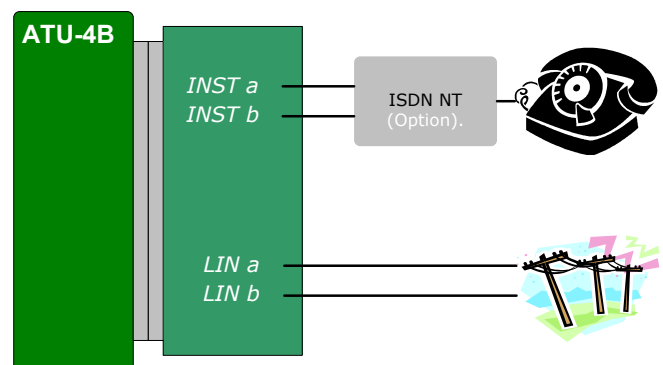 ATU-4B
INST a
INST b
ISDN NT
(Option).
LIN a
LIN b